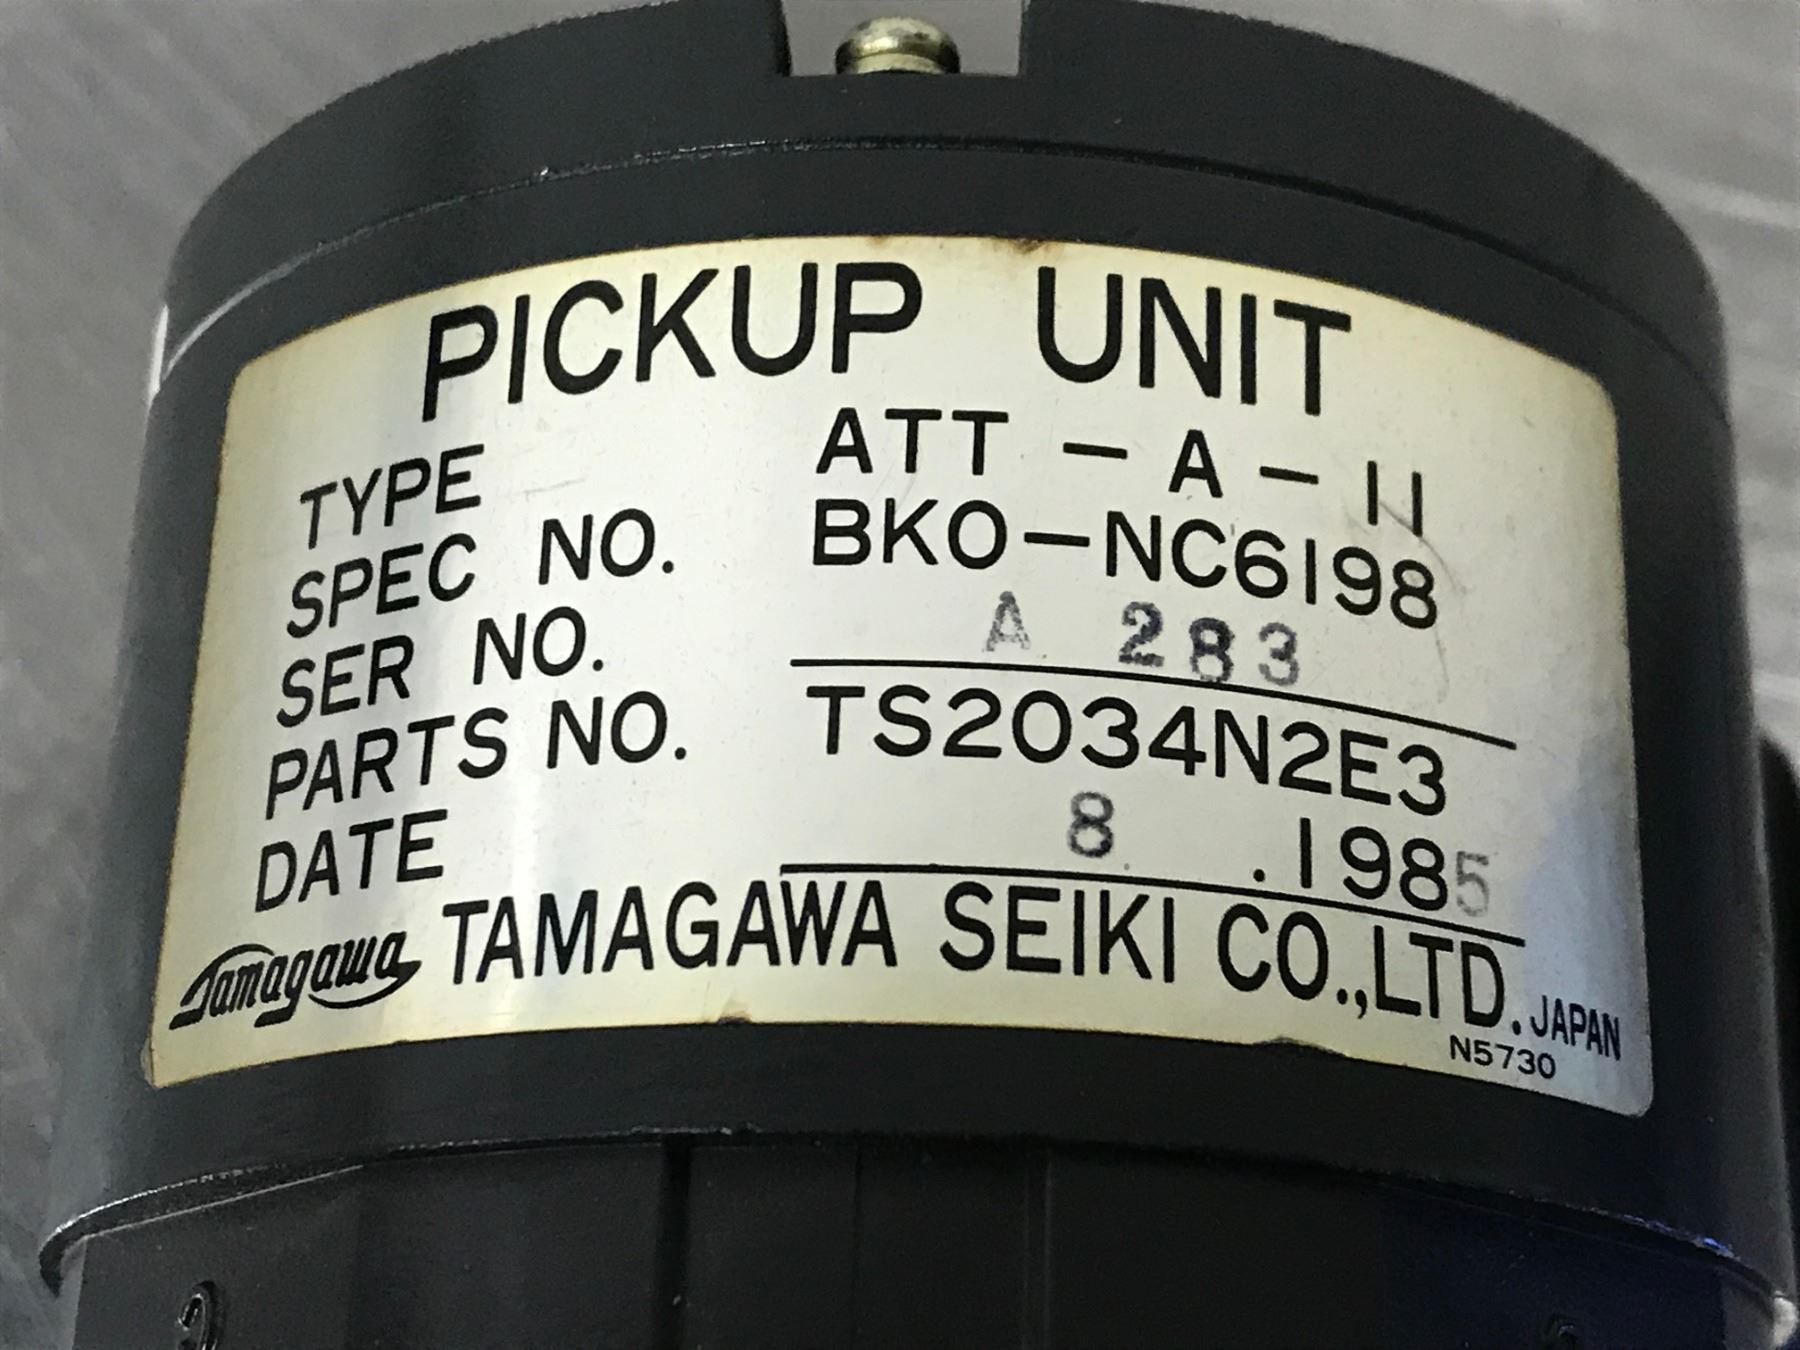 PICKUP UNIT
TYPE ATT-A-11
SPEC NO. BKO-NC6198
SER NO. A 283
PARTS NO. TS2034N2E3
DATE 8 .1985
Tamagawa TAMAGAWA SEIKI CO.,LTD. JAPAN
N5730